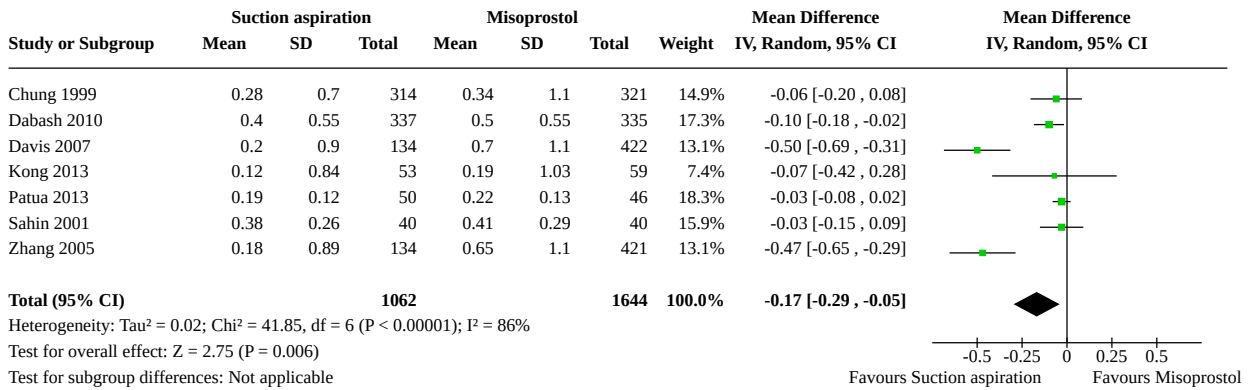 Suction aspiration Misoprostol Mean Difference Mean Difference
Study or Subgroup Mean SD Total Mean SD Total Weight IV, Random, 95% CI IV, Random, 95% CI
Chung 1999 0.28 0.7 314 0.34 1.1 321 14.9% -0.06 [-0.20 , 0.08]
Dabash 2010 0.4 0.55 337 0.5 0.55 335 17.3% -0.10 [-0.18 , -0.02]
Davis 2007 0.2 0.9 134 0.7 1.1 422 13.1% -0.50 [-0.69 , -0.31]
Kong 2013 0.12 0.84 53 0.19 1.03 59 7.4% -0.07 [-0.42 , 0.28]
Patua 2013 0.19 0.12 50 0.22 0.13 46 18.3% -0.03 [-0.08 , 0.02]
Sahin 2001 0.38 0.26 40 0.41 0.29 40 15.9% -0.03 [-0.15 , 0.09]
Zhang 2005 0.18 0.89 134 0.65 1.1 421 13.1% -0.47 [-0.65 , -0.29]
Total (95% CI) 1062 1644 100.0% -0.17 [-0.29 , -0.05]
Heterogeneity: Tau² = 0.02; Chi² = 41.85, df = 6 (P < 0.00001); I² = 86%
Test for overall effect: Z = 2.75 (P = 0.006) -0.5 -0.25 0 0.25 0.5
Test for subgroup differences: Not applicable Favours Suction aspiration Favours Misoprostol